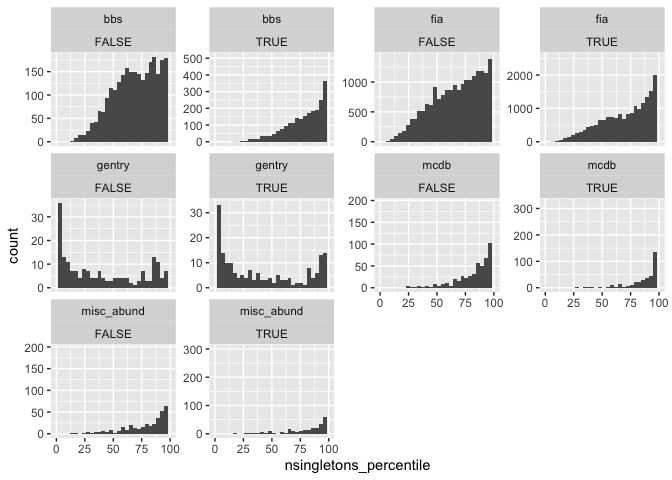 bbs bbs fia fia
FALSE TRUE FALSE TRUE
150 100 50 0
500 400 300 200 100 0
1000 500 0
2000 1000 0
gentry gentry mcdb mcdb
FALSE TRUE FALSE TRUE
30 20 10 0
30 20 10 0
200 150 100 50 0
300 200 100 0
0 25 50 75 100 0 25 50 75 100
misc_abund misc_abund
FALSE TRUE
200 150 100 50 0
300 200 100 0
0 25 50 75 100 0 25 50 75 100
count
nsingletons_percentile